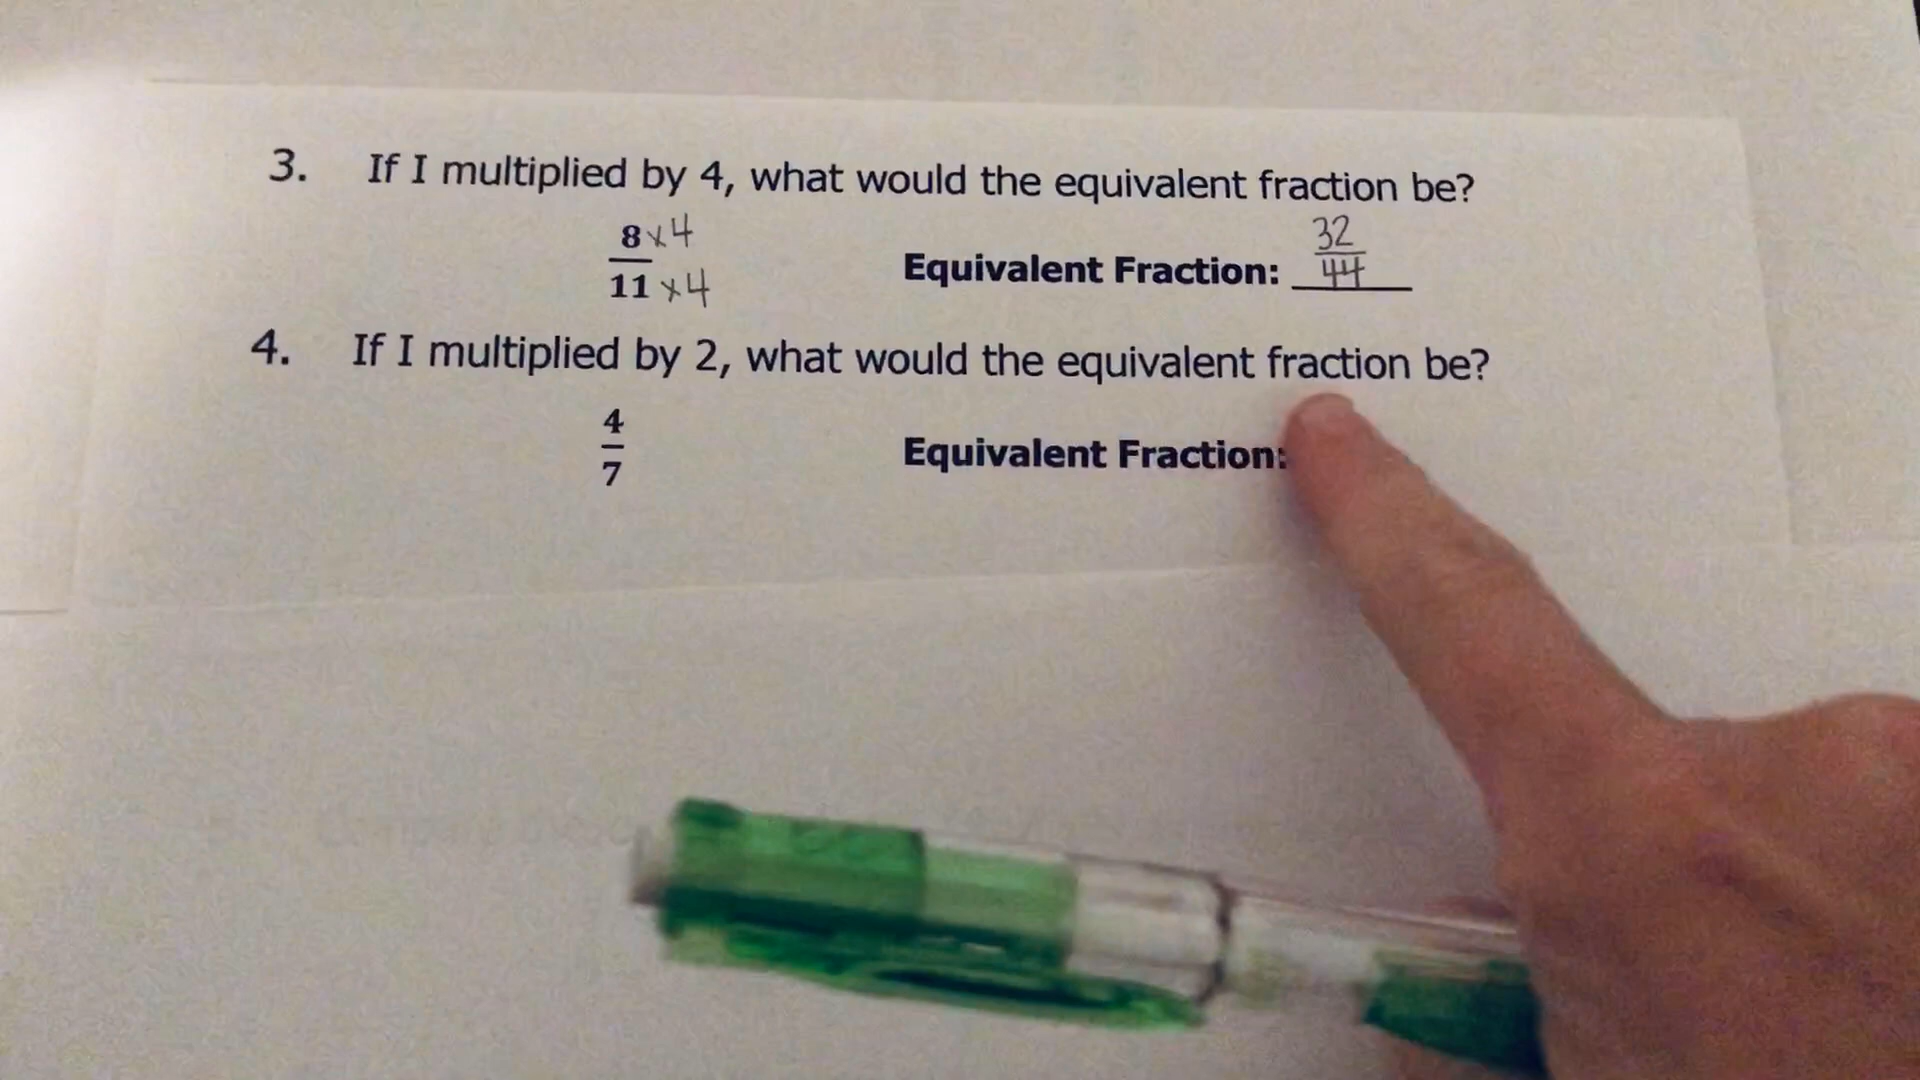 3. If I multiplied by 4, what would the equivalent fraction be?
8 x 4
11 x 4
Equivalent Fraction: 32
44
4. If I multiplied by 2, what would the equivalent fraction be?
4
7
Equivalent Fraction: